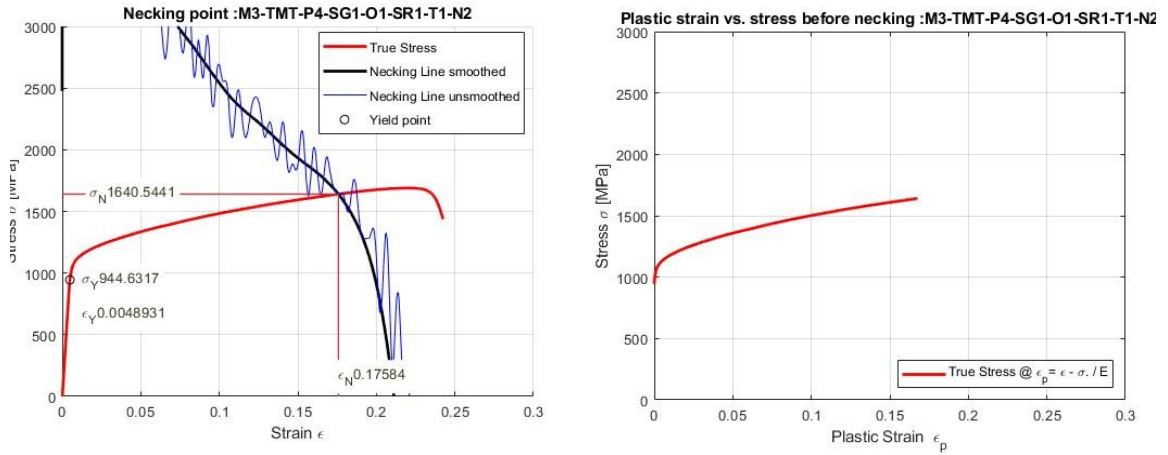 Necking point :M3-TMT-P4-SG1-O1-SR1-T1-N2
3000
2500
2000
1500
1000
500
0
Stress σ [MPa]
True Stress
Necking Line smoothed
Necking Line unsmoothed
Yield point
σN1640.5441
σY944.6317
ϵY0.0048931
ϵN0.17584
0 0.05 0.1 0.15 0.2 0.25 0.3
Strain ϵ
Plastic strain vs. stress before necking :M3-TMT-P4-SG1-O1-SR1-T1-N2
3000
2500
2000
1500
1000
500
0
Stress σ [MPa]
True Stress @ ϵp= ϵ - σ. / E
0 0.05 0.1 0.15 0.2 0.25 0.3
Plastic Strain ϵp